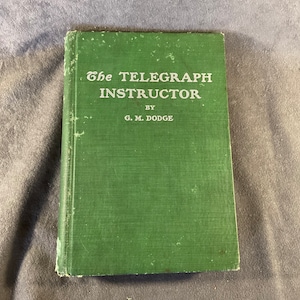 The TELEGRAPH
INSTRUCTOR
BY
G. M. DODGE